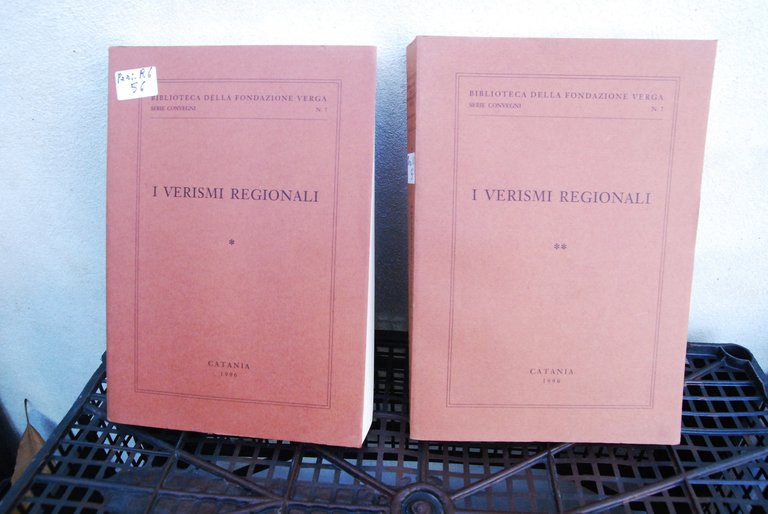 R6
56
BIBLIOTECA DELLA FONDAZIONE VERGA
SERIE CONVEGNI N. 7
I VERISMI REGIONALI
*
CATANIA
1996
BIBLIOTECA DELLA FONDAZIONE VERGA
SERIE CONVEGNI N. 7
I VERISMI REGIONALI
**
CATANIA
1996